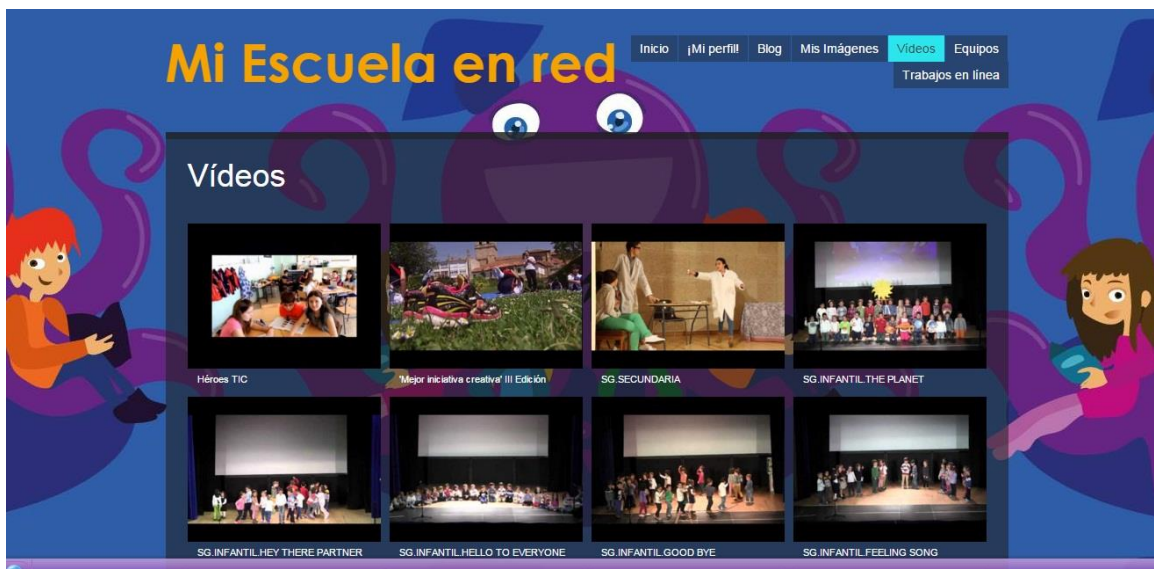 Mi Escuela en red
Inicio ¡Mi perfil! Blog Mis Imágenes Vídeos Equipos
Trabajos en línea
Vídeos
Héroes TIC 'Mejor iniciativa creativa' III Edición SG.SECUNDARIA SG.INFANTIL.THE PLANET
SG.INFANTIL.HEY THERE PARTNER SG.INFANTIL.HELLO TO EVERYONE SG.INFANTIL.GOOD BYE SG.INFANTIL.FEELING SONG